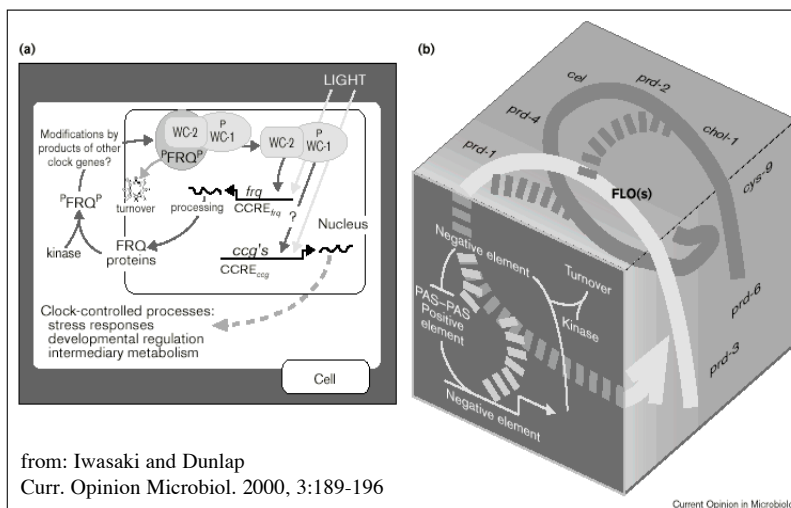 (a)
LIGHT
Modifications by
products of other
clock genes?
WC-2
P
WC-1
PFRQP
WC-2
P
WC-1
PFRQP
turnover
processing
frq
CCREfrq
?
Nucleus
kinase
FRQ
proteins
ccg's
CCREccg
Clock-controlled processes:
stress responses
developmental regulation
intermediary metabolism
Cell
from: Iwasaki and Dunlap
Curr. Opinion Microbiol. 2000, 3:189-196
(b)
cel
prd-2
prd-4
chol-1
prd-1
cys-9
FLO(s)
Negative element
Turnover
PAS–PAS
Positive
element
Kinase
prd-6
prd-3
Negative element